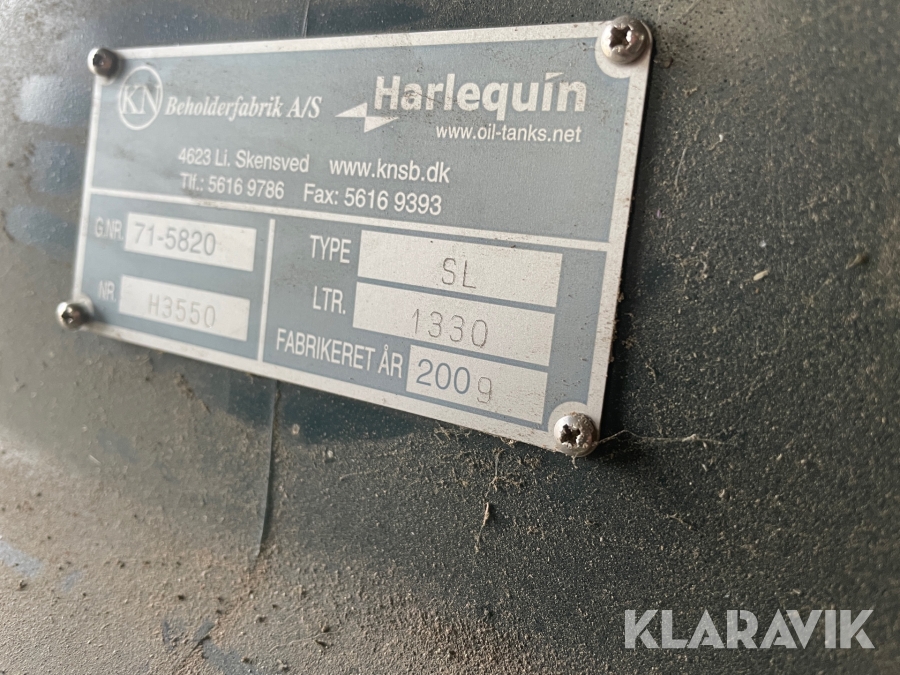 KN Beholderfabrik A/S
Harlequin
www.oil-tanks.net
4623 Li. Skensved www.knsb.dk
Tlf.: 5616 9786 Fax: 5616 9393
G.NR. 71-5820
NR. H3550
TYPE SL
LTR. 1330
FABRIKERET ÅR 2009
KLARAVIK